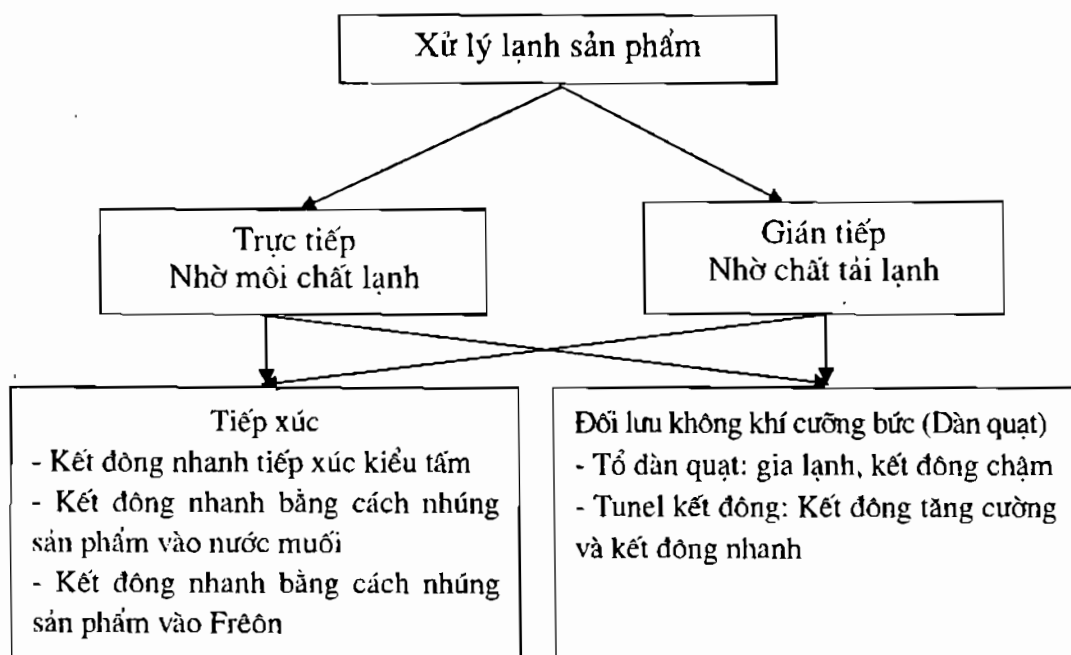 Xử lý lạnh sản phẩm
Trực tiếp
Nhờ môi chất lạnh
Gián tiếp
Nhờ chất tải lạnh
Tiếp xúc
- Kết đông nhanh tiếp xúc kiểu tấm
- Kết đông nhanh bằng cách nhúng
sản phẩm vào nước muối
- Kết đông nhanh bằng cách nhúng
sản phẩm vào Frêôn
Đối lưu không khí cưỡng bức (Dàn quạt)
- Tổ dàn quạt: gia lạnh, kết đông chậm
- Tunel kết đông: Kết đông tăng cường
và kết đông nhanh